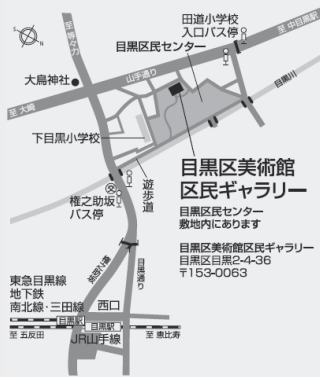 田道小学校
入口バス停
至 中目黒駅
至 等々力
目黒区民センター
山手通り
目黒川
大鳥神社
至 大崎
下目黒小学校
目黒区美術館
区民ギャラリー
遊歩道
権之助坂
バス停
目黒区民センター
敷地内にあります
目黒区美術館区民ギャラリー
目黒区目黒2-4-36
〒153-0063
権之助坂
目黒通り
東急目黒線
地下鉄
南北線・三田線
西口
目黒駅
目黒駅
至 五反田
至 恵比寿
JR山手線